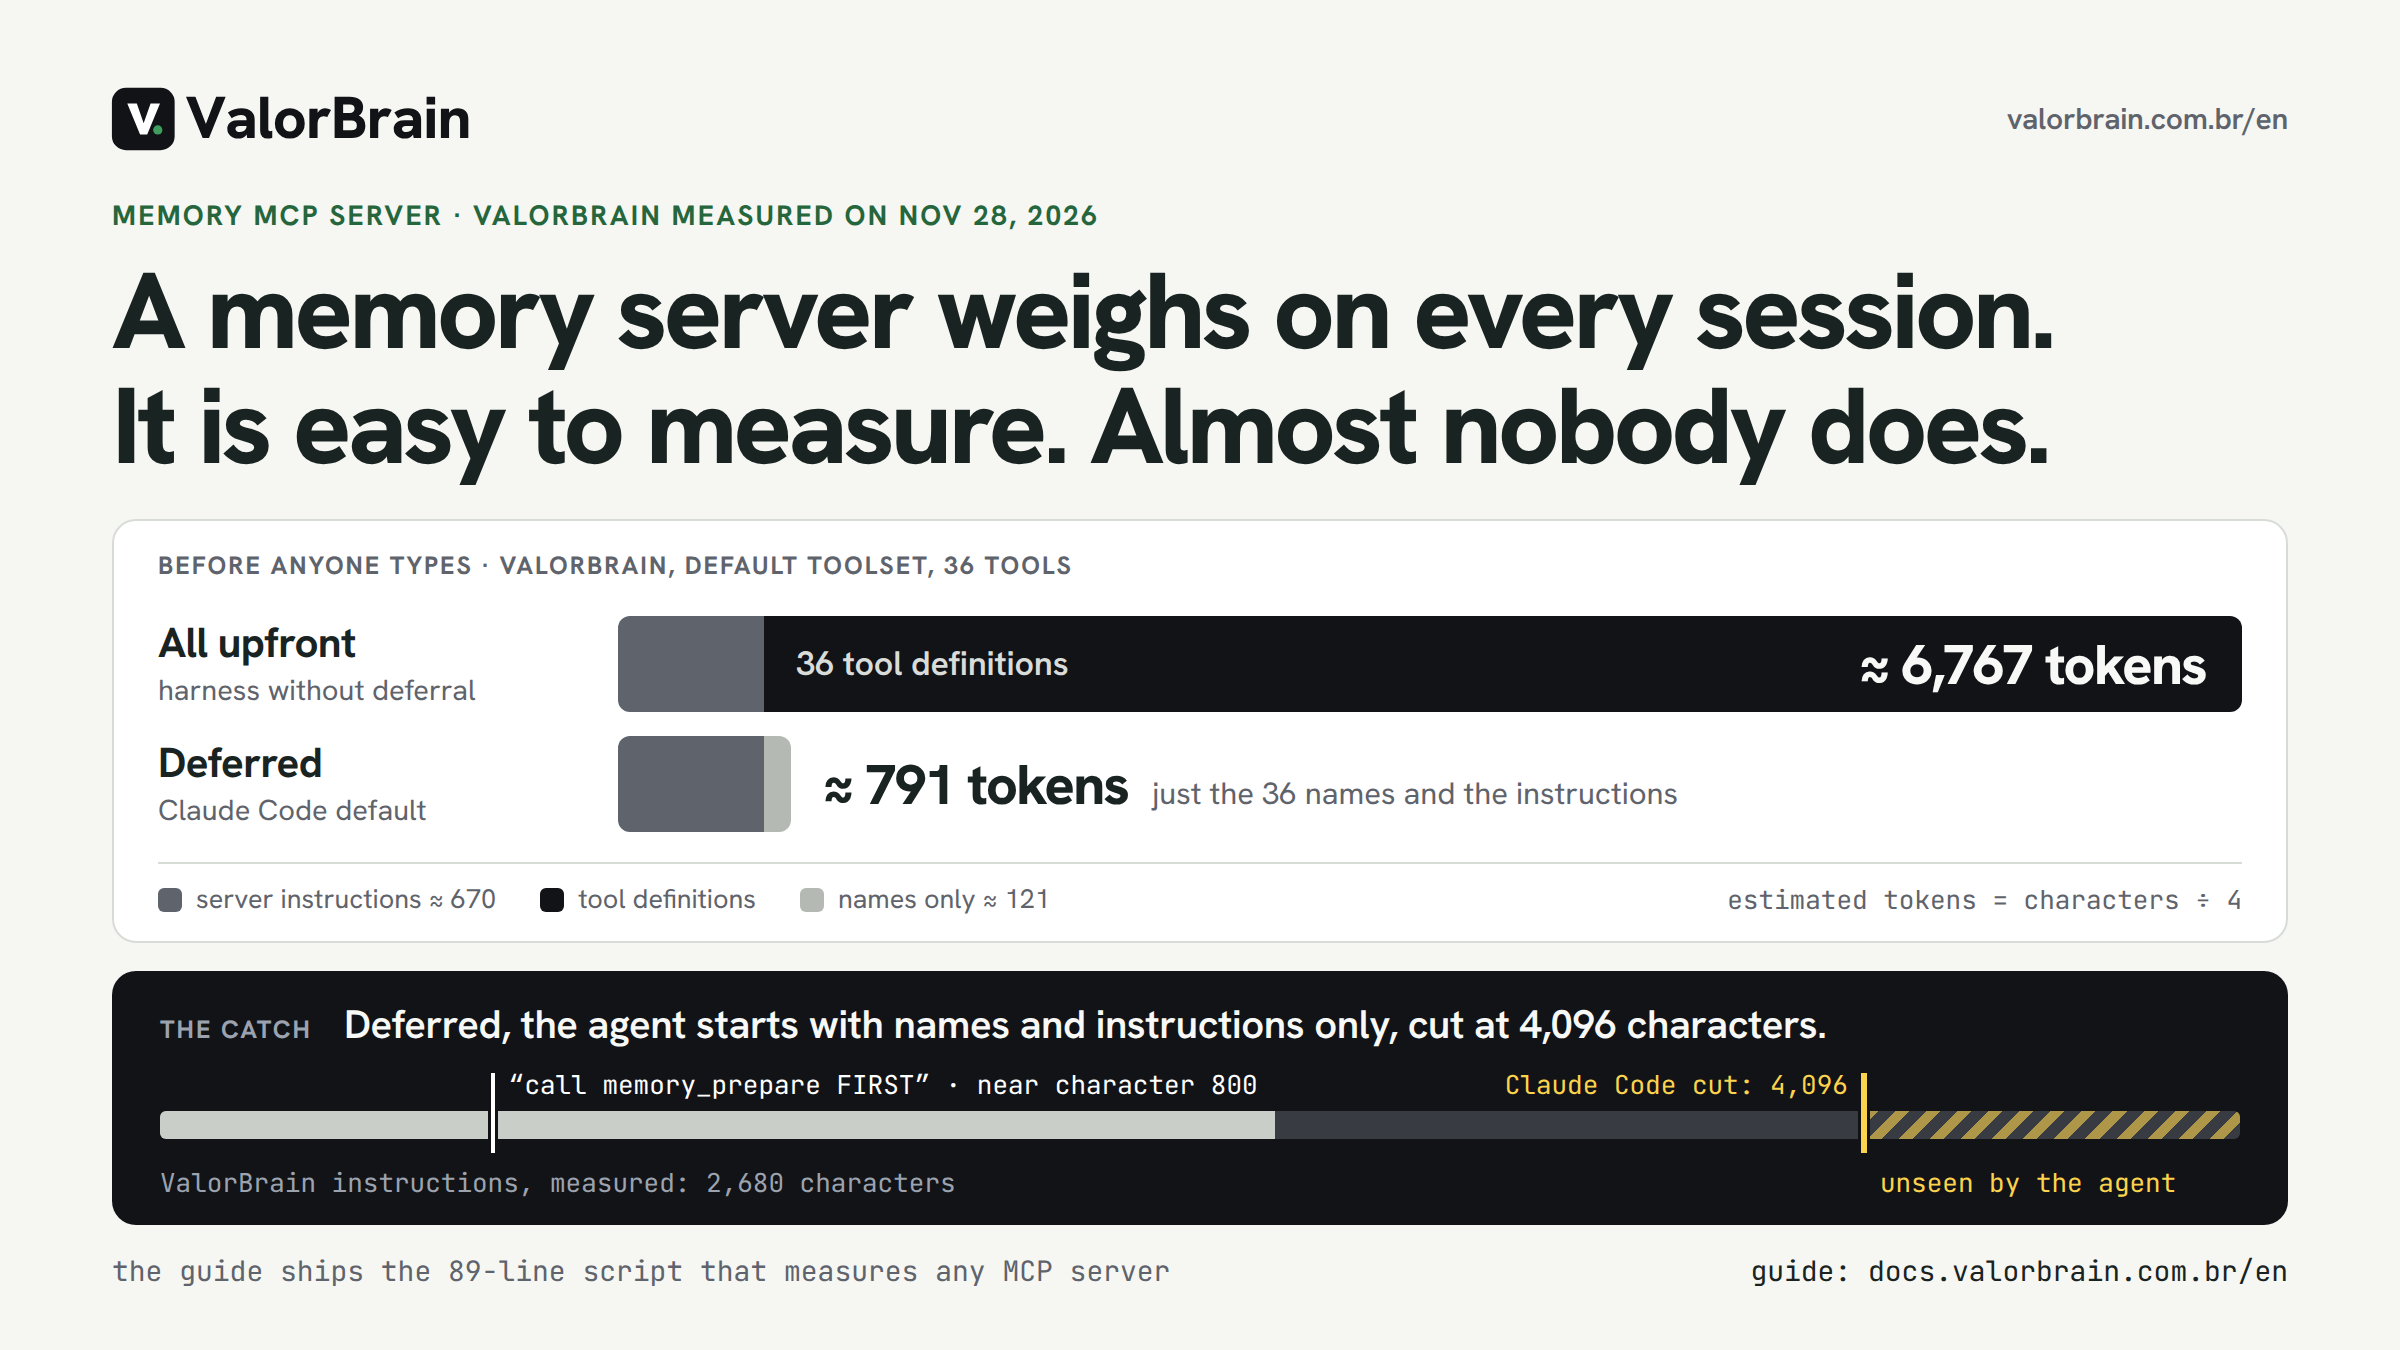 V. ValorBrain
valorbrain.com.br/en
MEMORY MCP SERVER · VALORBRAIN MEASURED ON NOV 28, 2026
A memory server weighs on every session.
It is easy to measure. Almost nobody does.
BEFORE ANYONE TYPES · VALORBRAIN, DEFAULT TOOLSET, 36 TOOLS
All upfront
harness without deferral
36 tool definitions
≈ 6,767 tokens
Deferred
Claude Code default
≈ 791 tokens just the 36 names and the instructions
server instructions ≈ 670
tool definitions
names only ≈ 121
estimated tokens = characters ÷ 4
THE CATCH Deferred, the agent starts with names and instructions only, cut at 4,096 characters.
“call memory_prepare FIRST” · near character 800
Claude Code cut: 4,096
ValorBrain instructions, measured: 2,680 characters
unseen by the agent
the guide ships the 89-line script that measures any MCP server
guide: docs.valorbrain.com.br/en